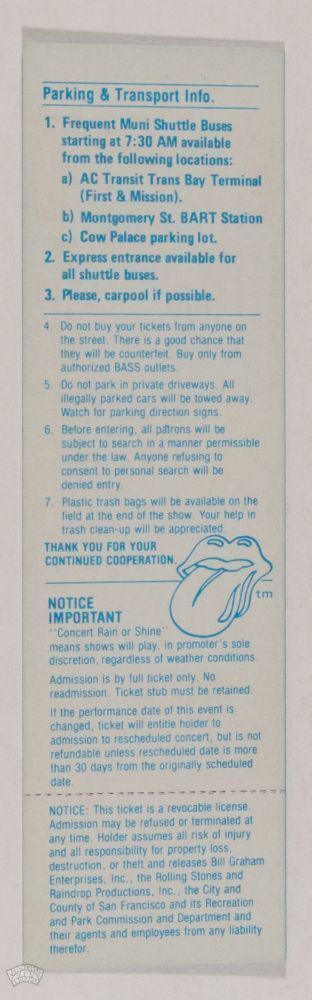 Parking & Transport Info.
1. Frequent Muni Shuttle Buses
starting at 7:30 AM available
from the following locations:
a) AC Transit Trans Bay Terminal
(First & Mission).
b) Montgomery St. BART Station
c) Cow Palace parking lot.
2. Express entrance available for
all shuttle buses.
3. Please, carpool if possible.
4. Do not buy your tickets from anyone on
the street. There is a good chance that
they will be counterfeit. Buy only from
authorized BASS outlets.
5. Do not park in private driveways. All
illegally parked cars will be towed away.
Watch for parking direction signs.
6. Before entering, all patrons will be
subject to search in a manner permissible
under the law. Anyone refusing to
consent to personal search will be
denied entry.
7. Plastic trash bags will be available on the
field at the end of the show. Your help in
trash clean-up will be appreciated.
THANK YOU FOR YOUR
CONTINUED COOPERATION.
tm
NOTICE
IMPORTANT
"Concert Rain or Shine"
means shows will play, in promoter's sole
discretion, regardless of weather conditions.
Admission is by full ticket only. No
readmission. Ticket stub must be retained.
If the performance date of this event is
changed, ticket will entitle holder to
admission to rescheduled concert, but is not
refundable unless rescheduled date is more
than 30 days from the originally scheduled
date.
NOTICE: This ticket is a revocable license.
Admission may be refused or terminated at
any time. Holder assumes all risk of injury
and all responsibility for property loss,
destruction, or theft and releases Bill Graham
Enterprises, Inc., the Rolling Stones and
Raindrop Productions, Inc., the City and
County of San Francisco and its Recreation
and Park Commission and Department and
their agents and employees from any liability
therefor.